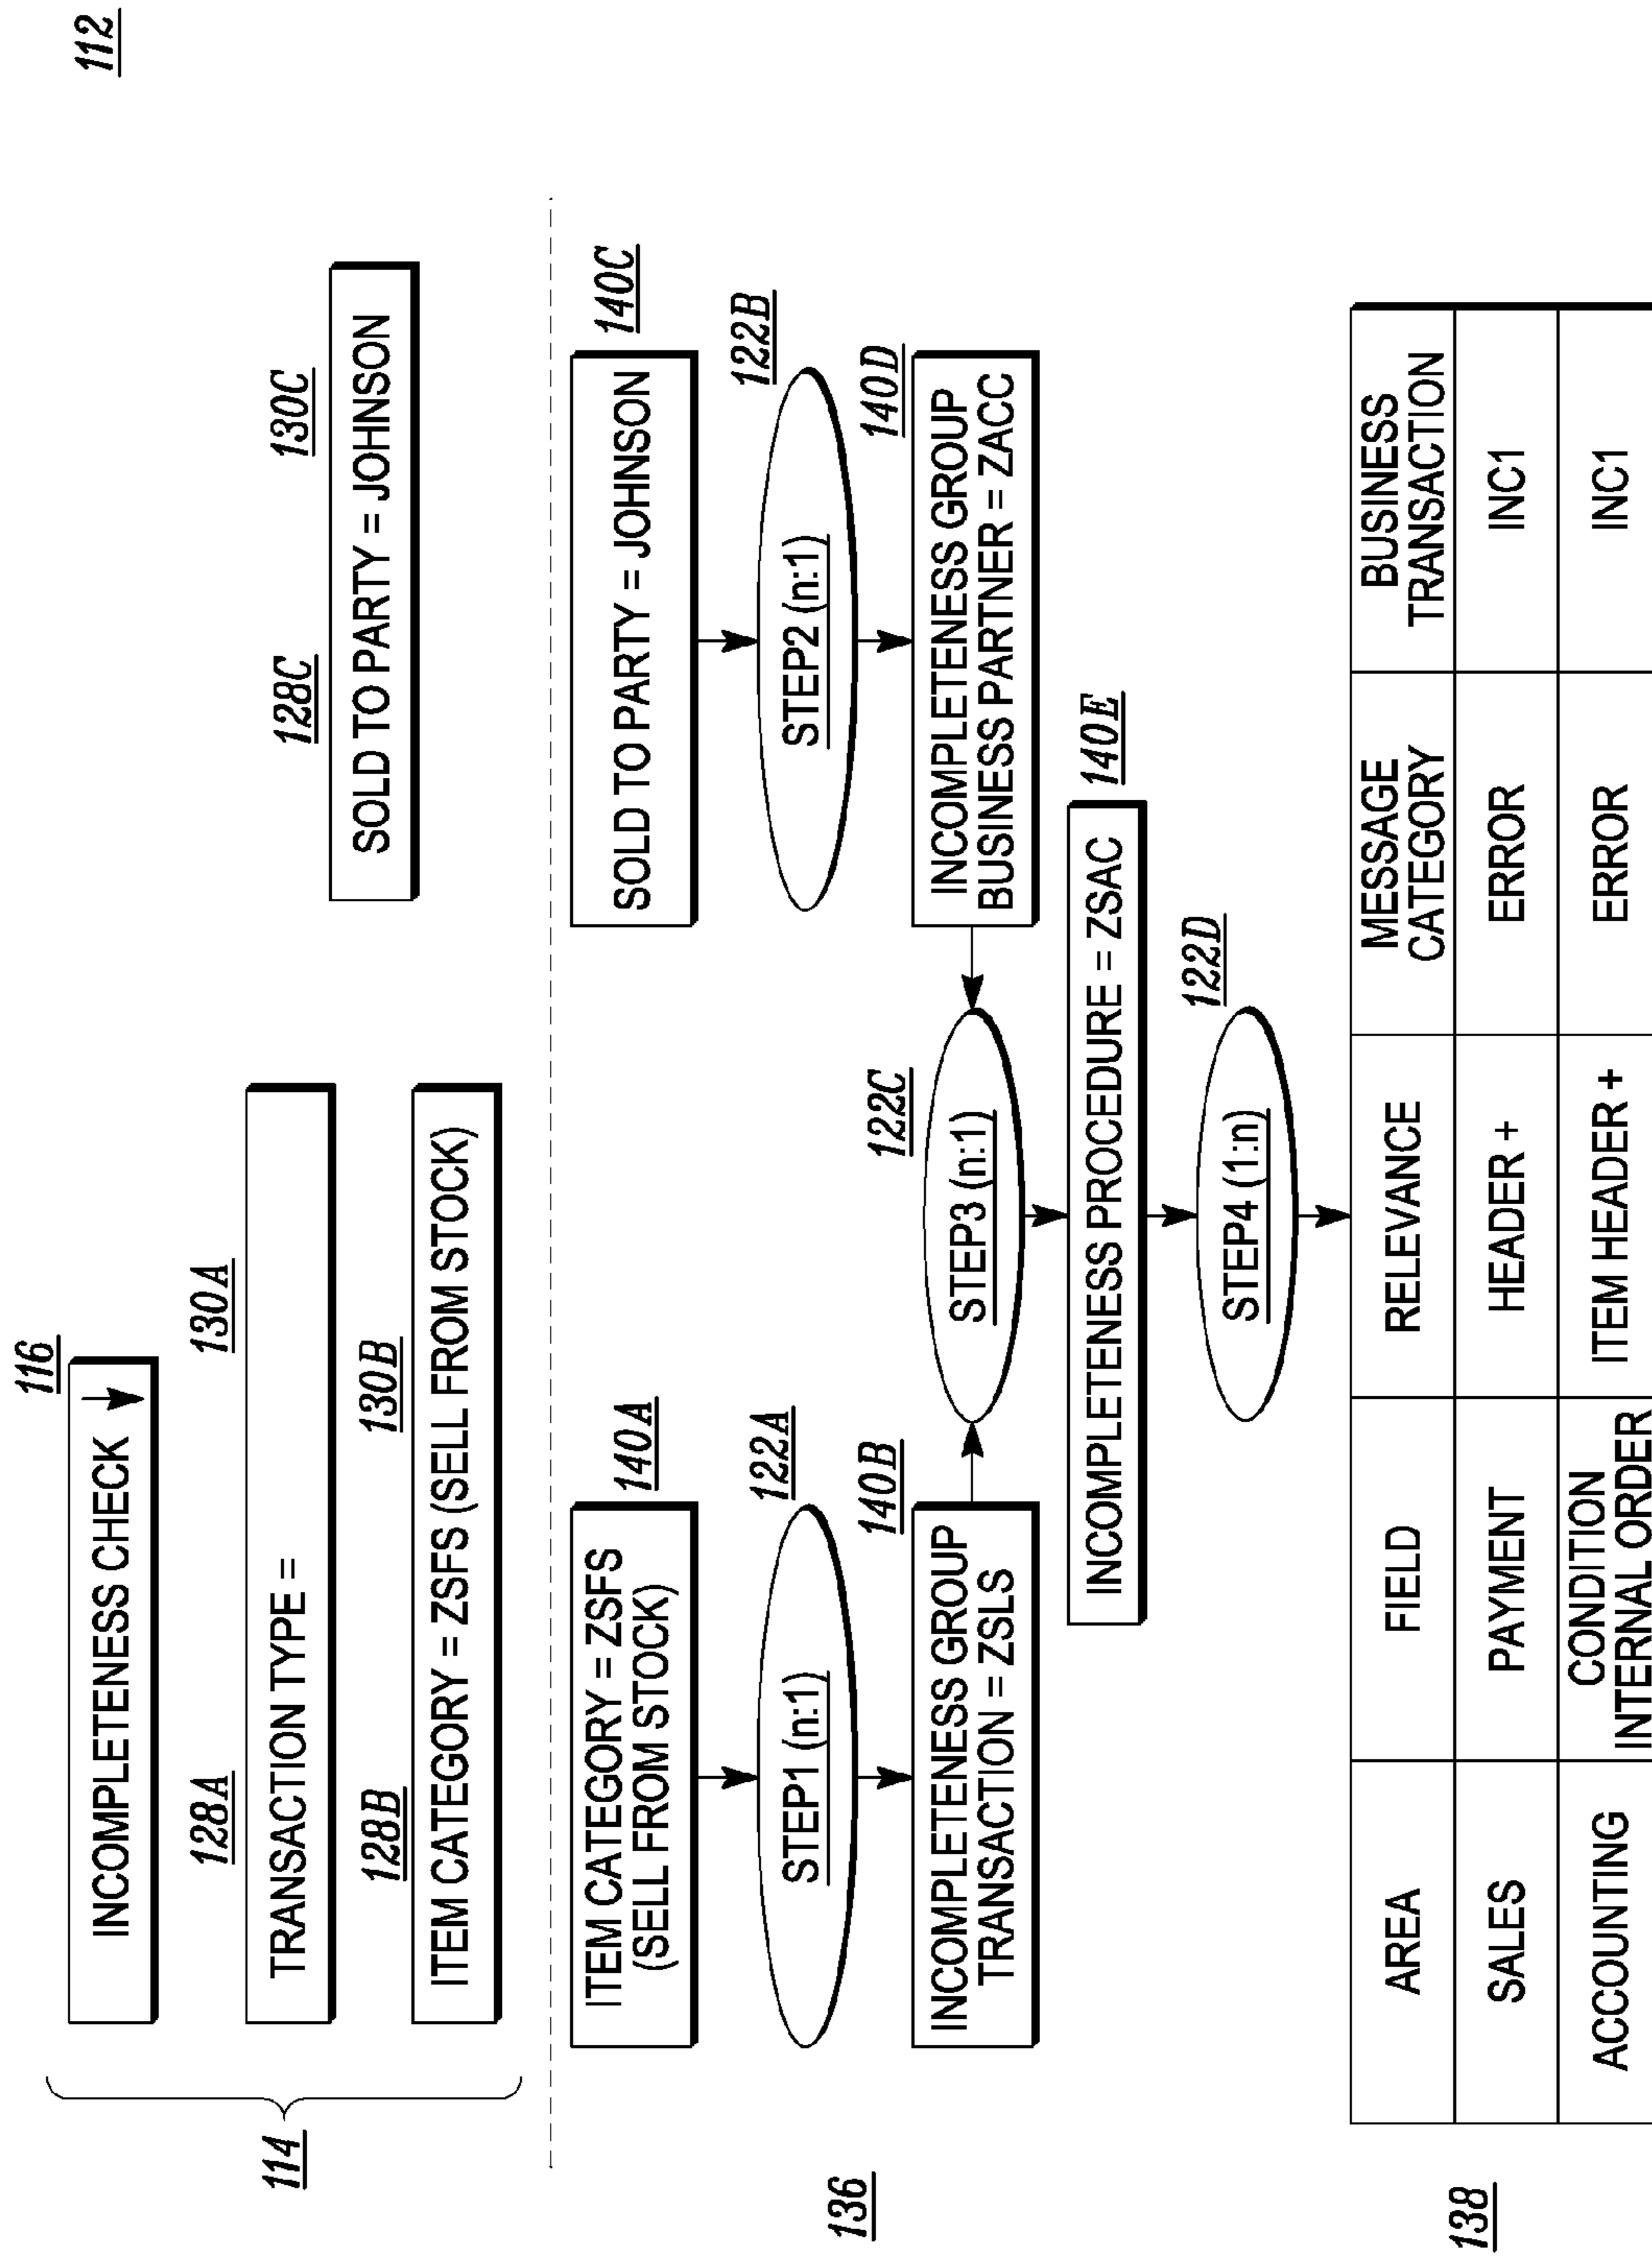 112
116
INCOMPLETENESS CHECK
128A
130A
TRANSACTION TYPE =
128B
130B
ITEM CATEGORY = ZSFS (SELL FROM STOCK)
128C
130C
SOLD TO PARTY = JOHNSON
114
136
140A
ITEM CATEGORY = ZSFS
(SELL FROM STOCK)
140C
SOLD TO PARTY = JOHNSON
122A
STEP1 (n:1)
122B
STEP2 (n:1)
140B
INCOMPLETENESS GROUP
TRANSACTION = ZSLS
122C
STEP3 (n:1)
140D
INCOMPLETENESS GROUP
BUSINESS PARTNER = ZACC
140E
INCOMPLETENESS PROCEDURE = ZSAC
122D
STEP4 (1:n)
138
AREA
FIELD
RELEVANCE
MESSAGE
CATEGORY
BUSINESS
TRANSACTION
SALES
PAYMENT
HEADER +
ERROR
INC1
ACCOUNTING
CONDITION
INTERNAL ORDER
ITEM HEADER +
ERROR
INC1